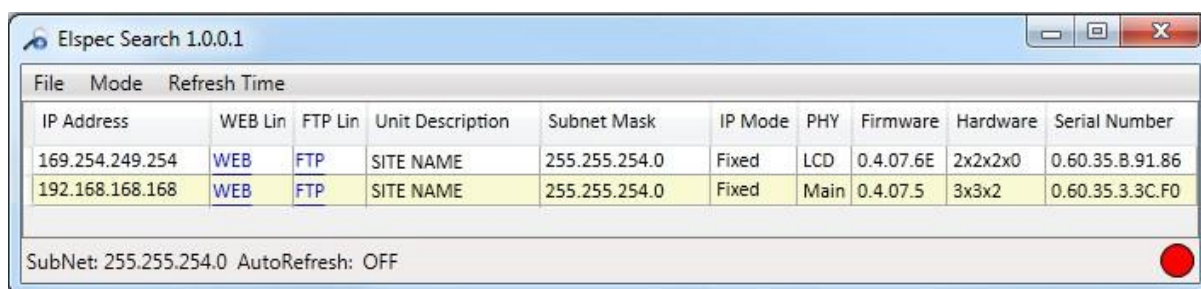 Elspec Search 1.0.0.1
File Mode Refresh Time
IP Address WEB Lin FTP Lin Unit Description Subnet Mask IP Mode PHY Firmware Hardware Serial Number
169.254.249.254 WEB FTP SITE NAME 255.255.254.0 Fixed LCD 0.4.07.6E 2x2x2x0 0.60.35.B.91.86
192.168.168.168 WEB FTP SITE NAME 255.255.254.0 Fixed Main 0.4.07.5 3x3x2 0.60.35.3.3C.F0
SubNet: 255.255.254.0 AutoRefresh: OFF